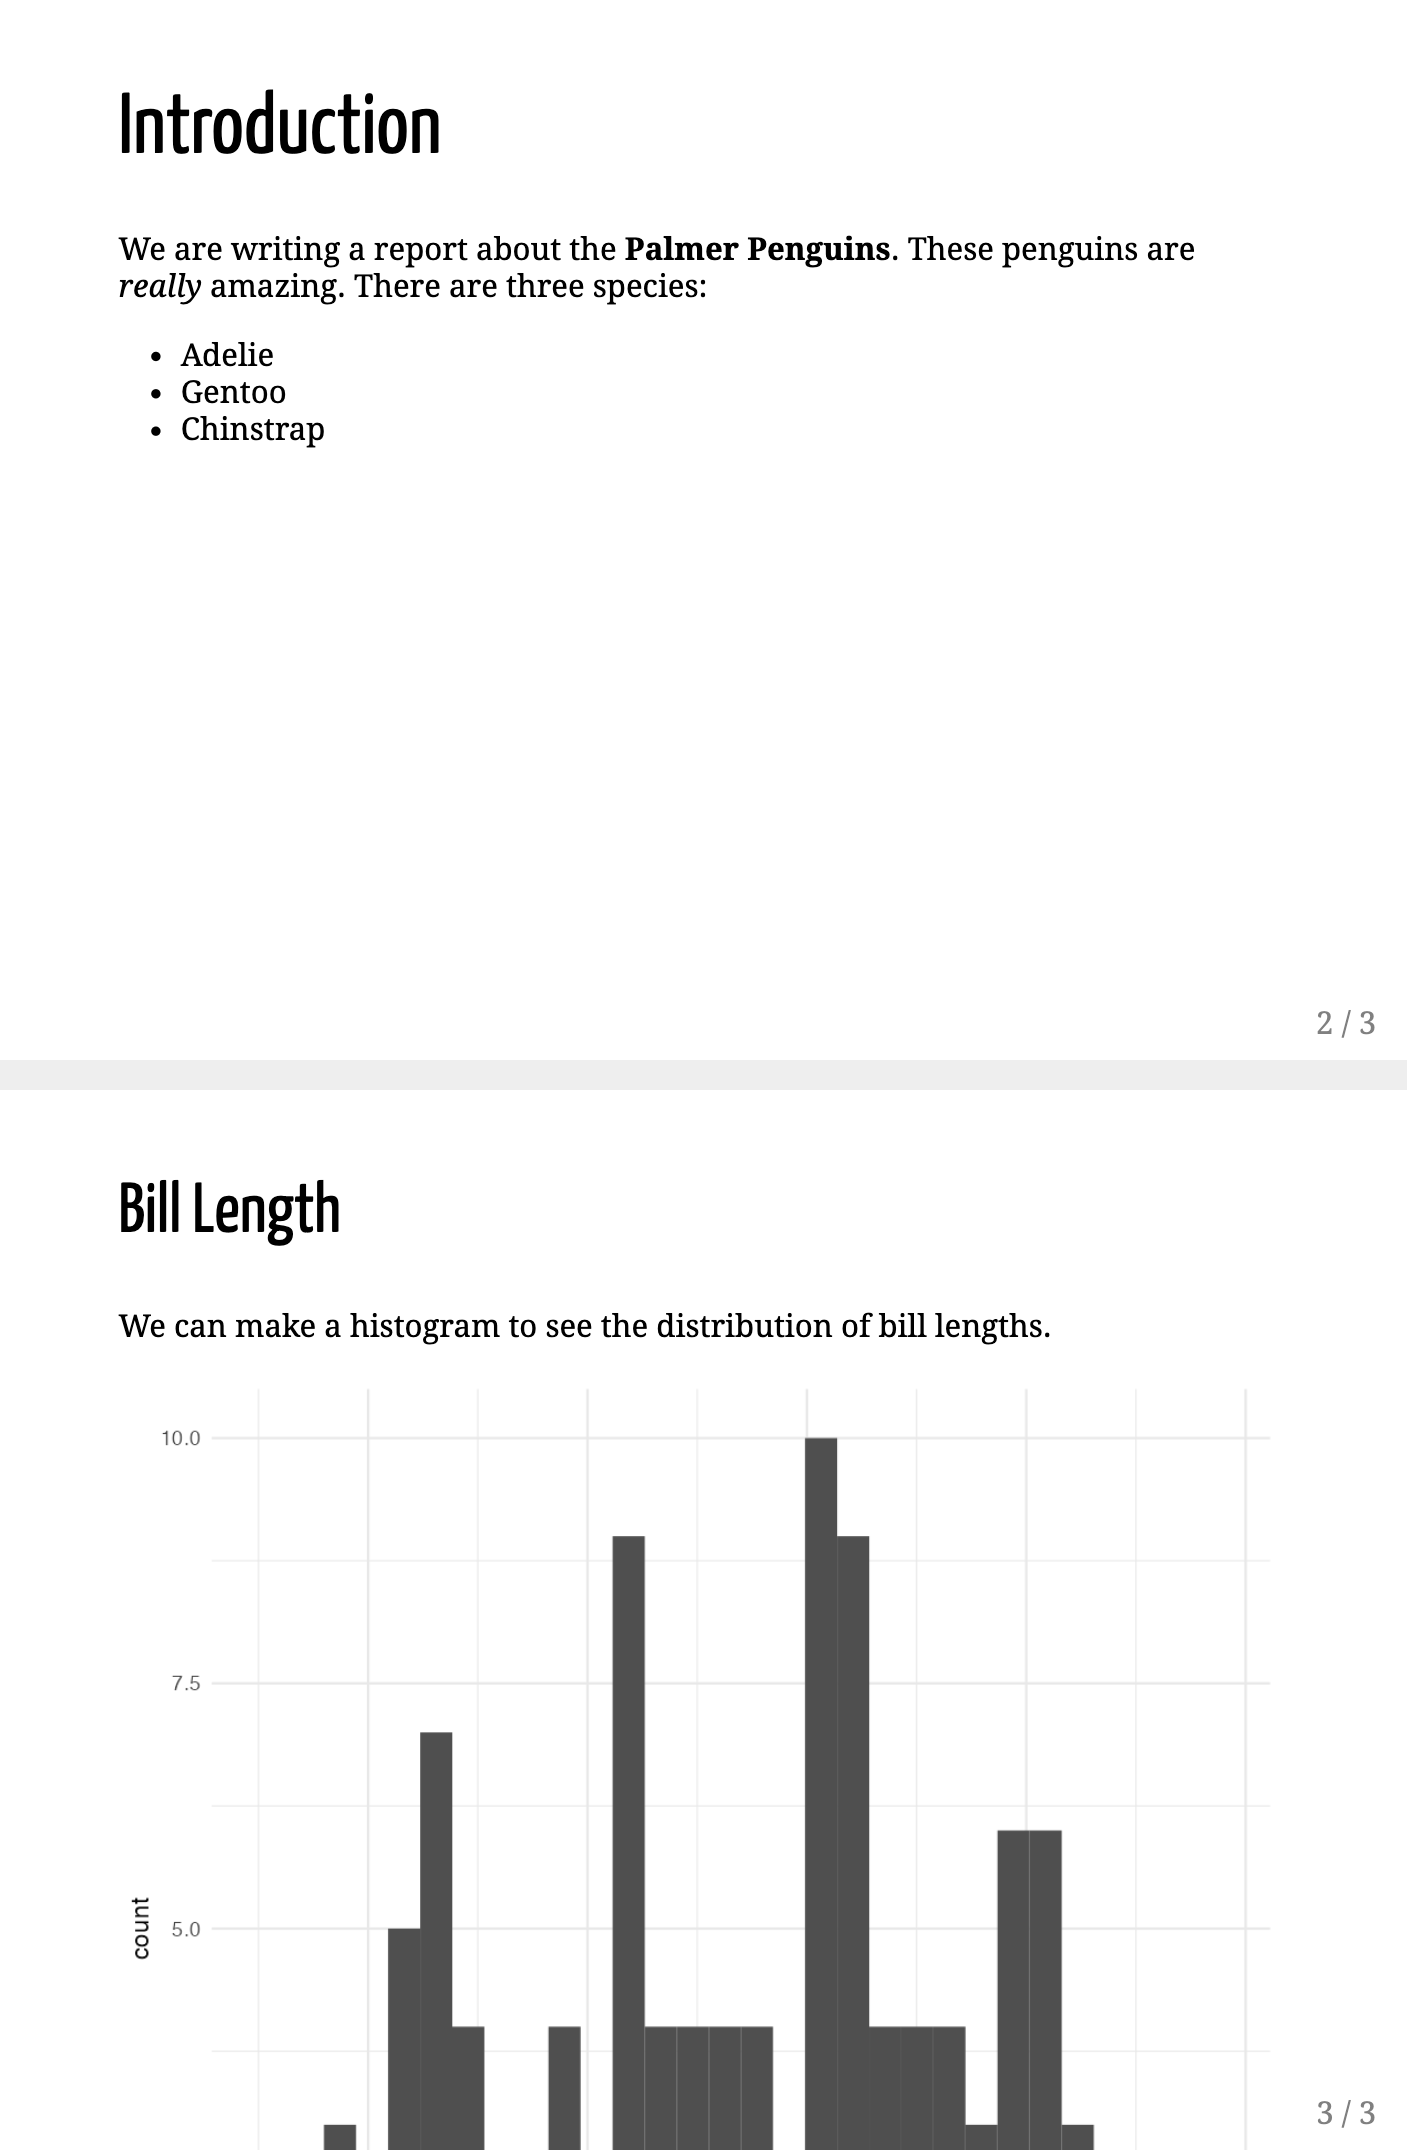 Introduction
We are writing a report about the Palmer Penguins. These penguins are
really amazing. There are three species:
• Adelie
• Gentoo
• Chinstrap
2 / 3
Bill Length
We can make a histogram to see the distribution of bill lengths.
10.0
7.5
count
5.0
3 / 3